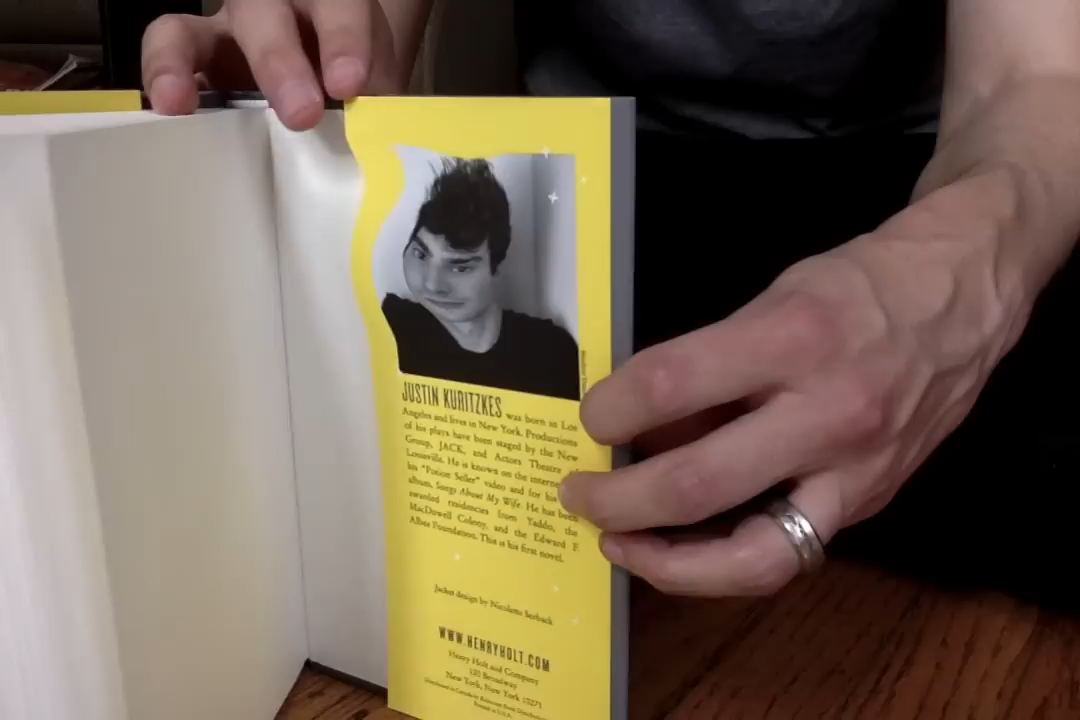 JUSTIN KURITZKES was born in Los
Angeles and lives in New York. Productions
of his plays have been staged by the New
Group, JACK, and Actors Theatre
Louisville. He is known on the interne
his "Potion Seller" video and for his
album, Songs About My Wife. He has been
awarded residencies from Yaddo, the
MacDowell Colony, and the Edward F.
Albee Foundation. This is his first novel.
Jacket design by Nicolette Seeback
WWW.HENRYHOLT.COM
Henry Holt and Company
120 Broadway
New York, New York 10271
Printed in U.S.A.